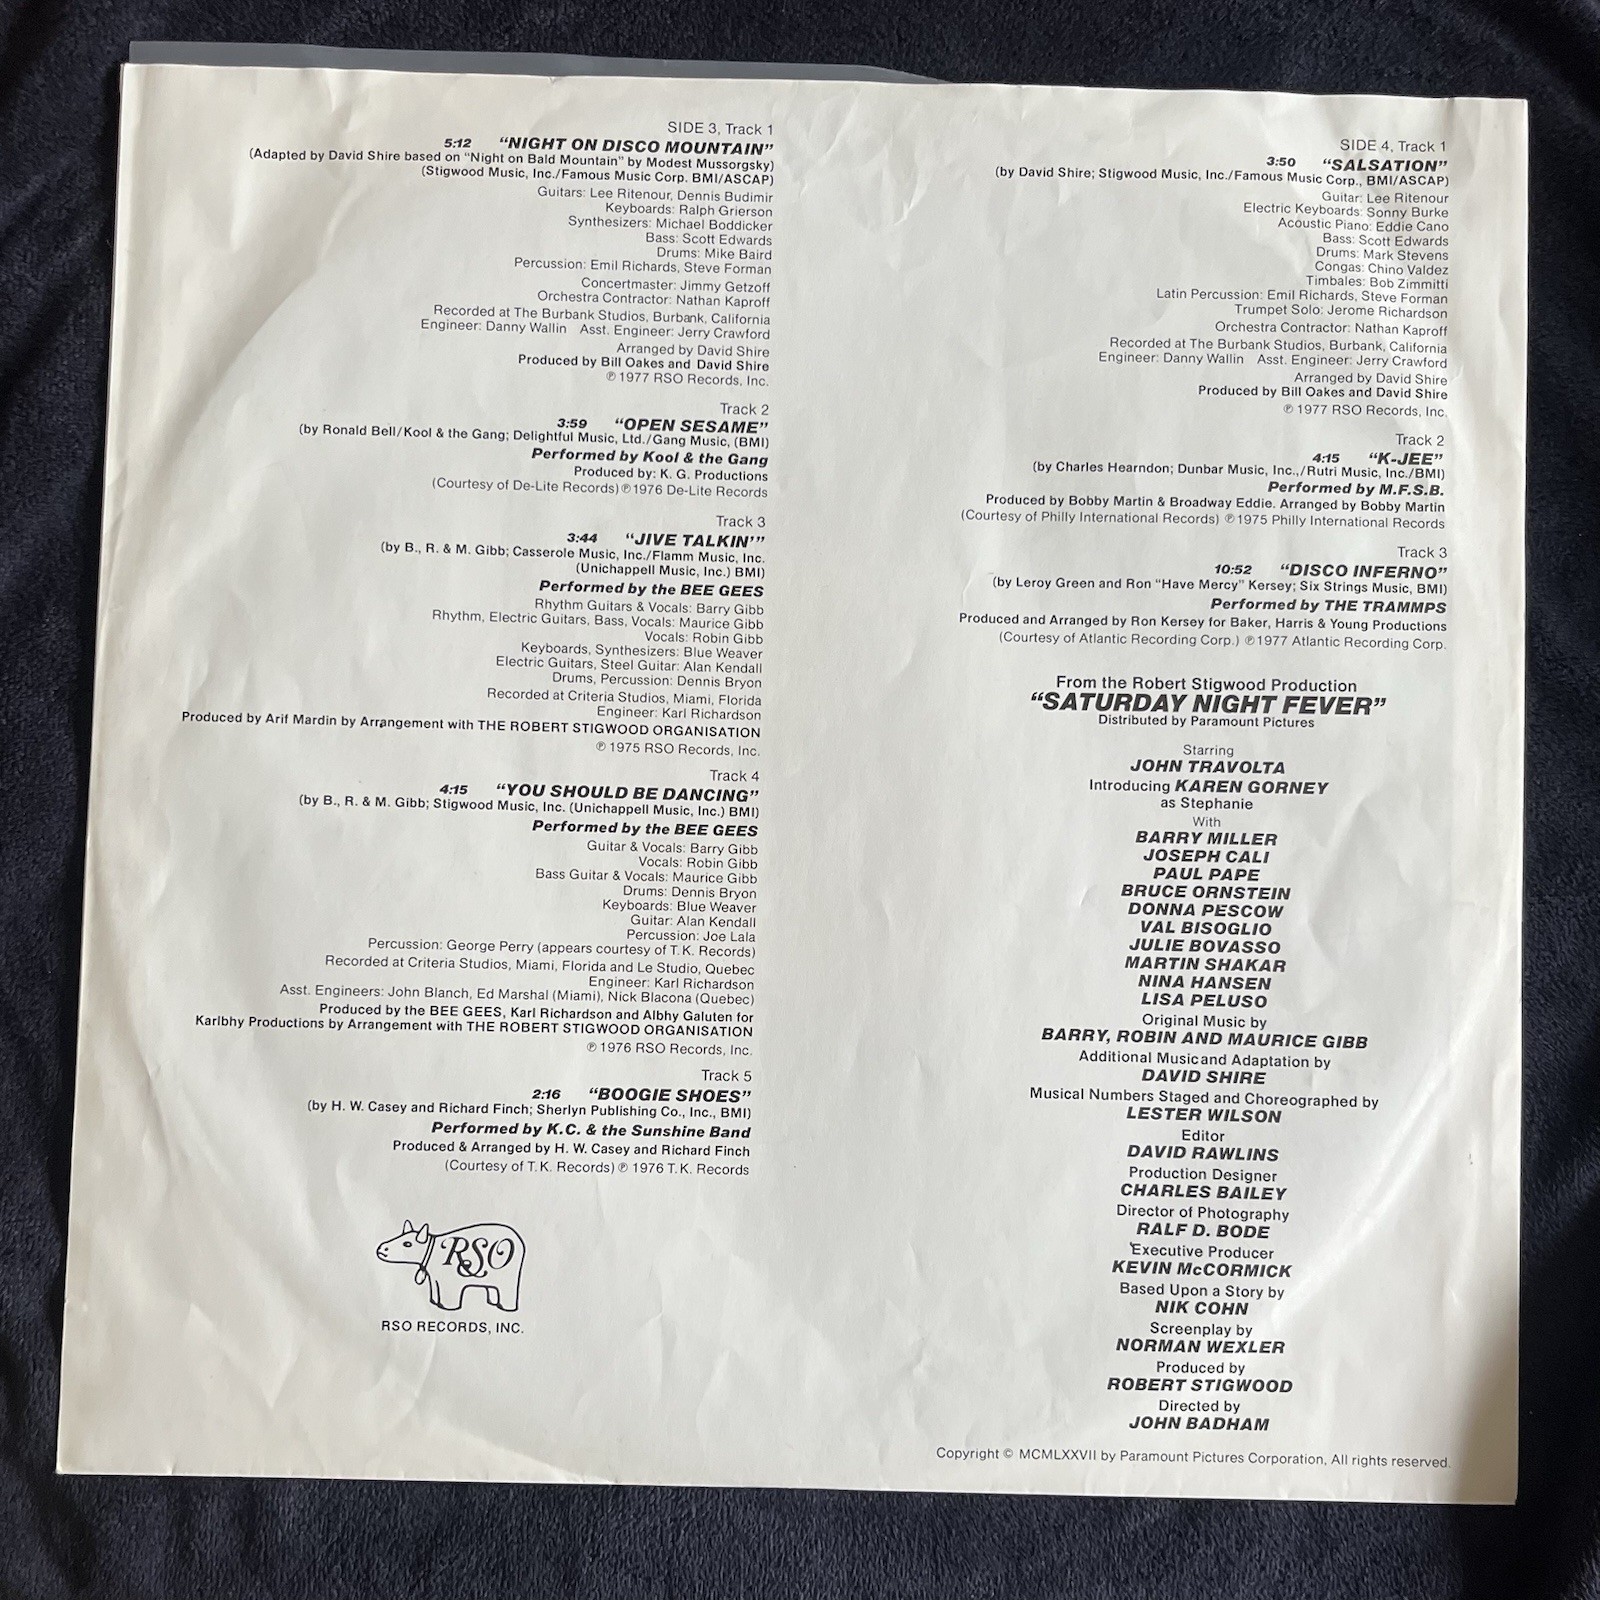 SIDE 3, Track 1
5:12 "NIGHT ON DISCO MOUNTAIN"
(Adapted by David Shire based on "Night on Bald Mountain" by Modest Mussorgsky)
(Stigwood Music, Inc./Famous Music Corp. BMI/ASCAP)
Guitars: Lee Ritenour, Dennis Budimir
Keyboards: Ralph Grierson
Synthesizers: Michael Boddicker
Bass: Scott Edwards
Drums: Mike Baird
Percussion: Emil Richards, Steve Forman
Concertmaster: Jimmy Getzoff
Orchestra Contractor: Nathan Kaproff
Recorded at The Burbank Studios, Burbank, California
Engineer: Danny Wallin Asst. Engineer: Jerry Crawford
Arranged by David Shire
Produced by Bill Oakes and David Shire
℗ 1977 RSO Records, Inc.
Track 2
3:59 "OPEN SESAME"
(by Ronald Bell/Kool & the Gang; Delightful Music, Ltd./Gang Music, (BMI)
Performed by Kool & the Gang
Produced by: K. G. Productions
(Courtesy of De-Lite Records) ℗ 1976 De-Lite Records
Track 3
3:44 "JIVE TALKIN'"
(by B., R. & M. Gibb; Casserole Music, Inc./Flamm Music, Inc.
(Unichappell Music, Inc.) BMI)
Performed by the BEE GEES
Rhythm Guitars & Vocals: Barry Gibb
Rhythm, Electric Guitars, Bass, Vocals: Maurice Gibb
Vocals: Robin Gibb
Keyboards, Synthesizers: Blue Weaver
Electric Guitars, Steel Guitar: Alan Kendall
Drums, Percussion: Dennis Bryon
Recorded at Criteria Studios, Miami, Florida
Engineer: Karl Richardson
Produced by Arif Mardin by Arrangement with THE ROBERT STIGWOOD ORGANISATION
℗ 1975 RSO Records, Inc.
Track 4
4:15 "YOU SHOULD BE DANCING"
(by B., R. & M. Gibb; Stigwood Music, Inc. (Unichappell Music, Inc.) BMI)
Performed by the BEE GEES
Guitar & Vocals: Barry Gibb
Vocals: Robin Gibb
Bass Guitar & Vocals: Maurice Gibb
Drums: Dennis Bryon
Keyboards: Blue Weaver
Guitar: Alan Kendall
Percussion: Joe Lala
Percussion: George Perry (appears courtesy of T.K. Records)
Recorded at Criteria Studios, Miami, Florida and Le Studio, Quebec
Engineer: Karl Richardson
Asst. Engineers: John Blanch, Ed Marshal (Miami), Nick Blacona (Quebec)
Produced by the BEE GEES, Karl Richardson and Albhy Galuten for
Karlbhy Productions by Arrangement with THE ROBERT STIGWOOD ORGANISATION
℗ 1976 RSO Records, Inc.
Track 5
2:16 "BOOGIE SHOES"
(by H. W. Casey and Richard Finch; Sherlyn Publishing Co., Inc., BMI)
Performed by K.C. & the Sunshine Band
Produced & Arranged by H. W. Casey and Richard Finch
(Courtesy of T.K. Records) ℗ 1976 T.K. Records
RSO
RSO RECORDS, INC.
SIDE 4, Track 1
3:50 "SALSATION"
(by David Shire; Stigwood Music, Inc./Famous Music Corp., BMI/ASCAP)
Guitar: Lee Ritenour
Electric Keyboards: Sonny Burke
Acoustic Piano: Eddie Cano
Bass: Scott Edwards
Drums: Mark Stevens
Congas: Chino Valdez
Timbales: Bob Zimmitti
Latin Percussion: Emil Richards, Steve Forman
Trumpet Solo: Jerome Richardson
Orchestra Contractor: Nathan Kaproff
Recorded at The Burbank Studios, Burbank, California
Engineer: Danny Wallin Asst. Engineer: Jerry Crawford
Arranged by David Shire
Produced by Bill Oakes and David Shire
℗ 1977 RSO Records, Inc.
Track 2
4:15 "K-JEE"
(by Charles Hearndon; Dunbar Music, Inc.,/Rutri Music, Inc./BMI)
Performed by M.F.S.B.
Produced by Bobby Martin & Broadway Eddie. Arranged by Bobby Martin
(Courtesy of Philly International Records) ℗ 1975 Philly International Records
Track 3
10:52 "DISCO INFERNO"
(by Leroy Green and Ron "Have Mercy" Kersey; Six Strings Music, BMI)
Performed by THE TRAMMPS
Produced and Arranged by Ron Kersey for Baker, Harris & Young Productions
(Courtesy of Atlantic Recording Corp.) ℗ 1977 Atlantic Recording Corp.
From the Robert Stigwood Production
"SATURDAY NIGHT FEVER"
Distributed by Paramount Pictures
Starring
JOHN TRAVOLTA
Introducing KAREN GORNEY
as Stephanie
With
BARRY MILLER
JOSEPH CALI
PAUL PAPE
BRUCE ORNSTEIN
DONNA PESCOW
VAL BISOGLIO
JULIE BOVASSO
MARTIN SHAKAR
NINA HANSEN
LISA PELUSO
Original Music by
BARRY, ROBIN AND MAURICE GIBB
Additional Music and Adaptation by
DAVID SHIRE
Musical Numbers Staged and Choreographed by
LESTER WILSON
Editor
DAVID RAWLINS
Production Designer
CHARLES BAILEY
Director of Photography
RALF D. BODE
Executive Producer
KEVIN McCORMICK
Based Upon a Story by
NIK COHN
Screenplay by
NORMAN WEXLER
Produced by
ROBERT STIGWOOD
Directed by
JOHN BADHAM
Copyright © MCMLXXVII by Paramount Pictures Corporation, All rights reserved.